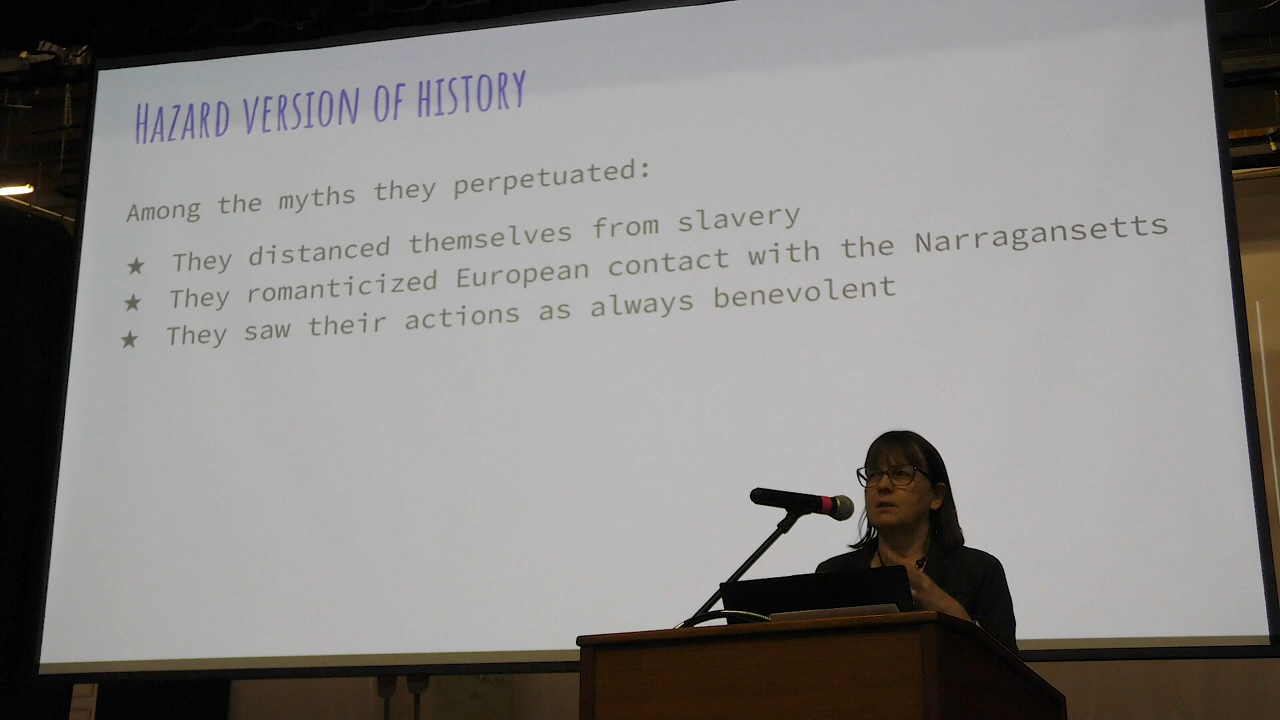 HAZARD VERSION OF HISTORY
Among the myths they perpetuated:
★ They distanced themselves from slavery
★ They romanticized European contact with the Narragansetts
★ They saw their actions as always benevolent